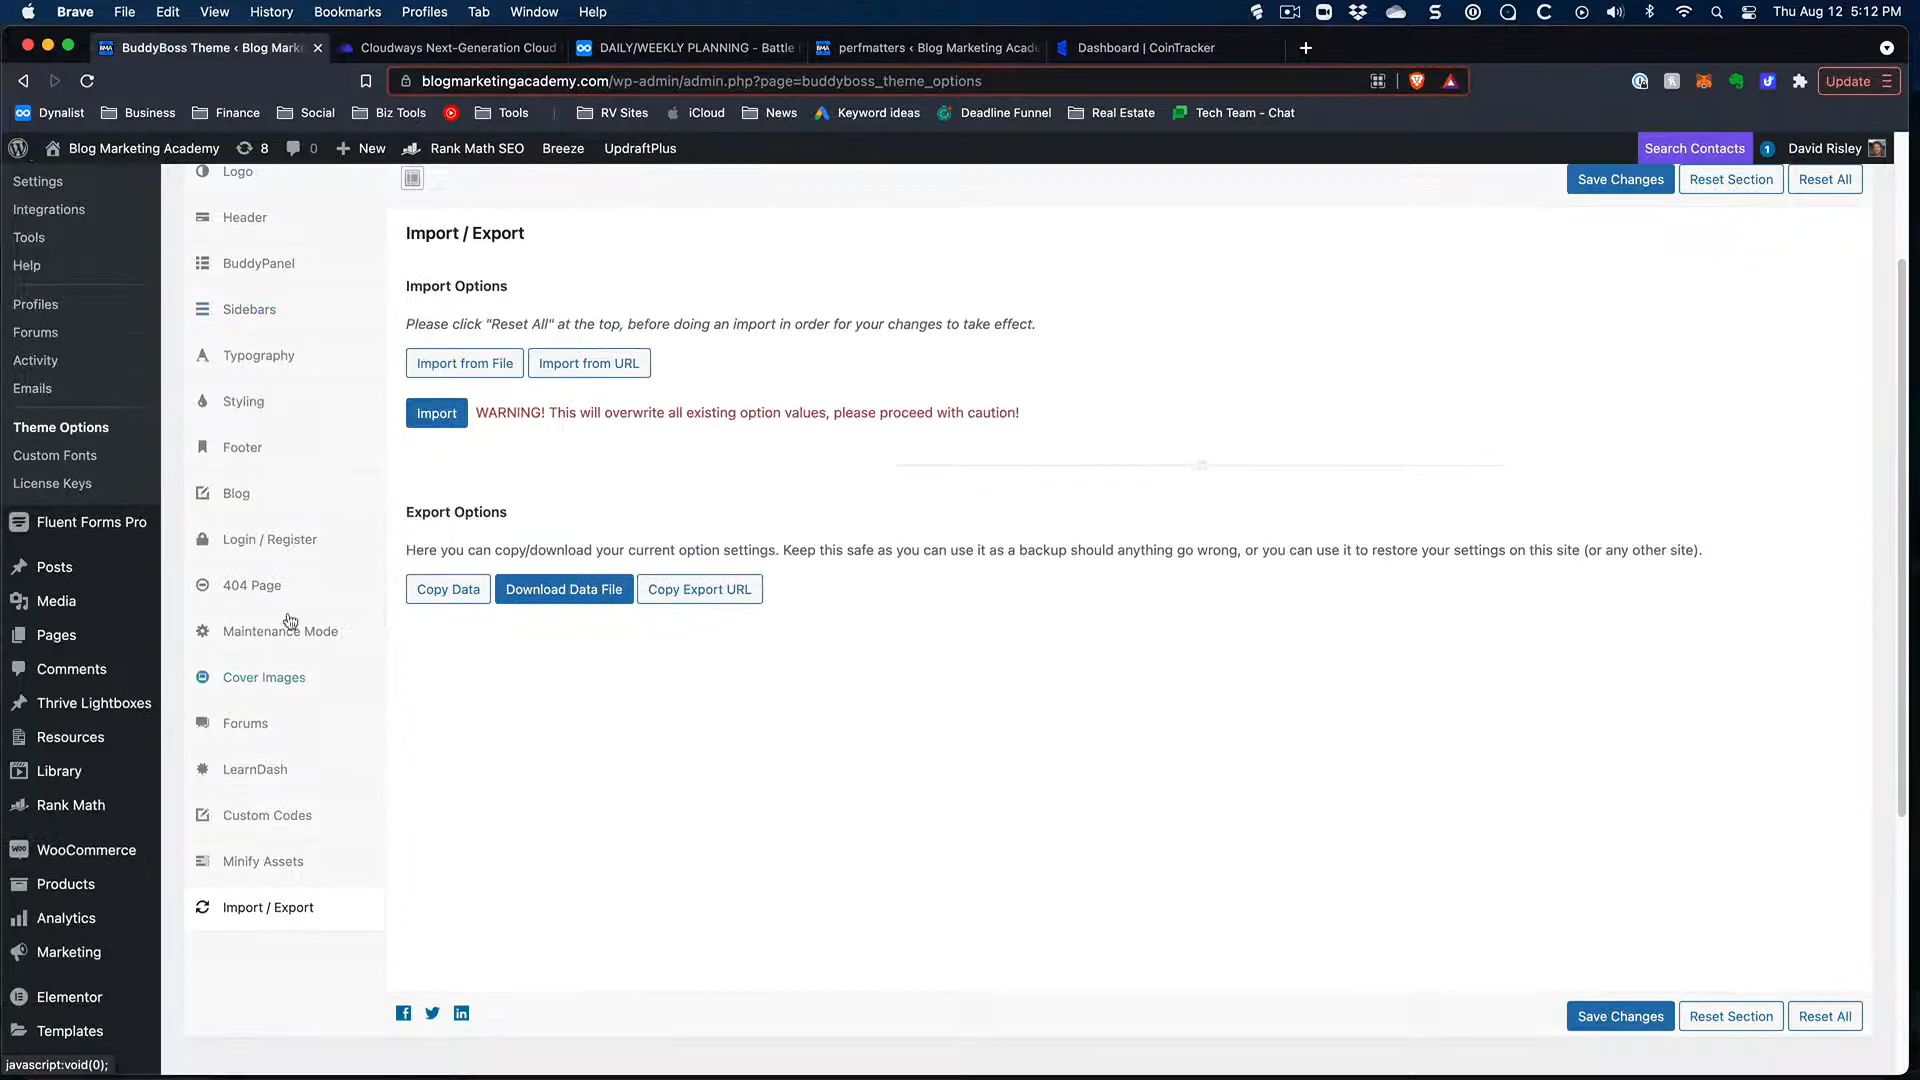 Brave File Edit View History Bookmarks Profiles Tab Window Help Thu Aug 12 5:12 PM
BuddyBoss Theme ‹ Blog Mark Cloudways Next-Generation Cloud DAILY/WEEKLY PLANNING - Battle perfmatters ‹ Blog Marketing Acade Dashboard | CoinTracker
blogmarketingacademy.com/wp-admin/admin.php?page=buddyboss_theme_options Update
Dynalist Business Finance Social Biz Tools Tools RV Sites iCloud News Keyword ideas Deadline Funnel Real Estate Tech Team - Chat
Blog Marketing Academy 8 0 New Rank Math SEO Breeze UpdraftPlus Search Contacts 1 David Risley
Settings
Integrations
Tools
Help
Profiles
Forums
Activity
Emails
Theme Options
Custom Fonts
License Keys
Fluent Forms Pro
Posts
Media
Pages
Comments
Thrive Lightboxes
Resources
Library
Rank Math
WooCommerce
Products
Analytics
Marketing
Elementor
Templates
javascript:void(0);
Logo
Header
BuddyPanel
Sidebars
Typography
Styling
Footer
Blog
Login / Register
404 Page
Maintenance Mode
Cover Images
Forums
LearnDash
Custom Codes
Minify Assets
Import / Export
Save Changes Reset Section Reset All
Import / Export
Import Options
Please click "Reset All" at the top, before doing an import in order for your changes to take effect.
Import from File Import from URL
Import WARNING! This will overwrite all existing option values, please proceed with caution!
Export Options
Here you can copy/download your current option settings. Keep this safe as you can use it as a backup should anything go wrong, or you can use it to restore your settings on this site (or any other site).
Copy Data Download Data File Copy Export URL
Save Changes Reset Section Reset All